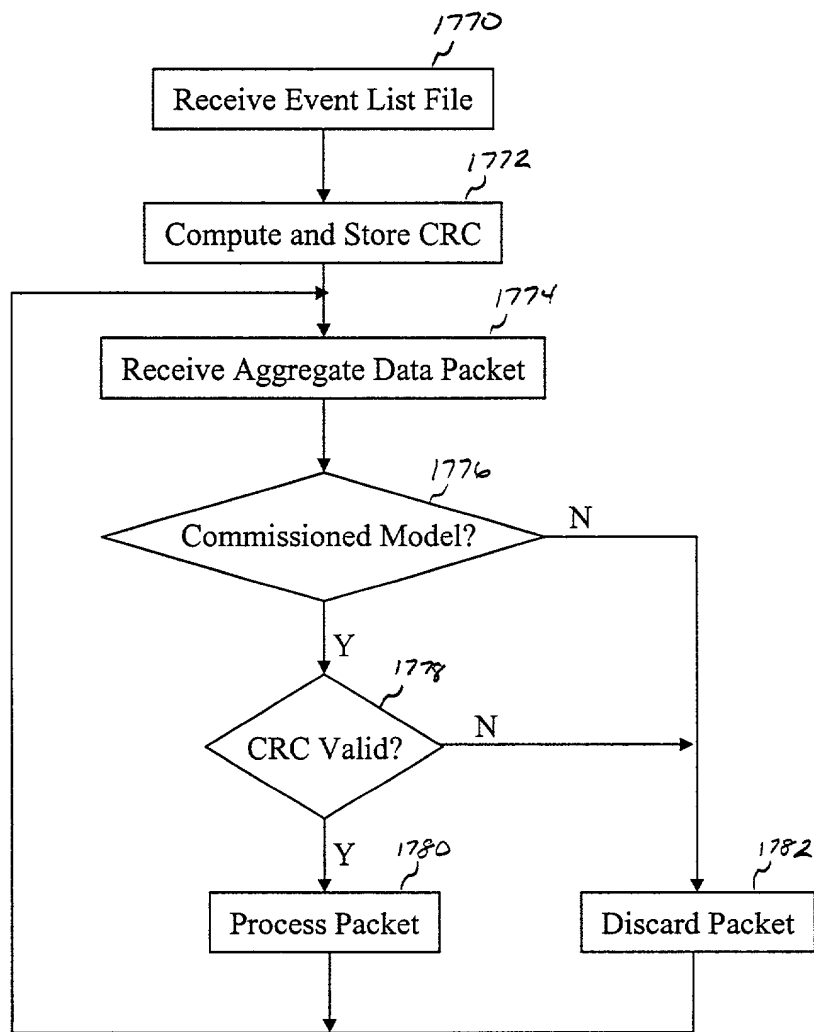 1770
Receive Event List File
1772
Compute and Store CRC
1774
Receive Aggregate Data Packet
1776
Commissioned Model?
N
Y
1778
CRC Valid?
N
Y
1780
Process Packet
1782
Discard Packet